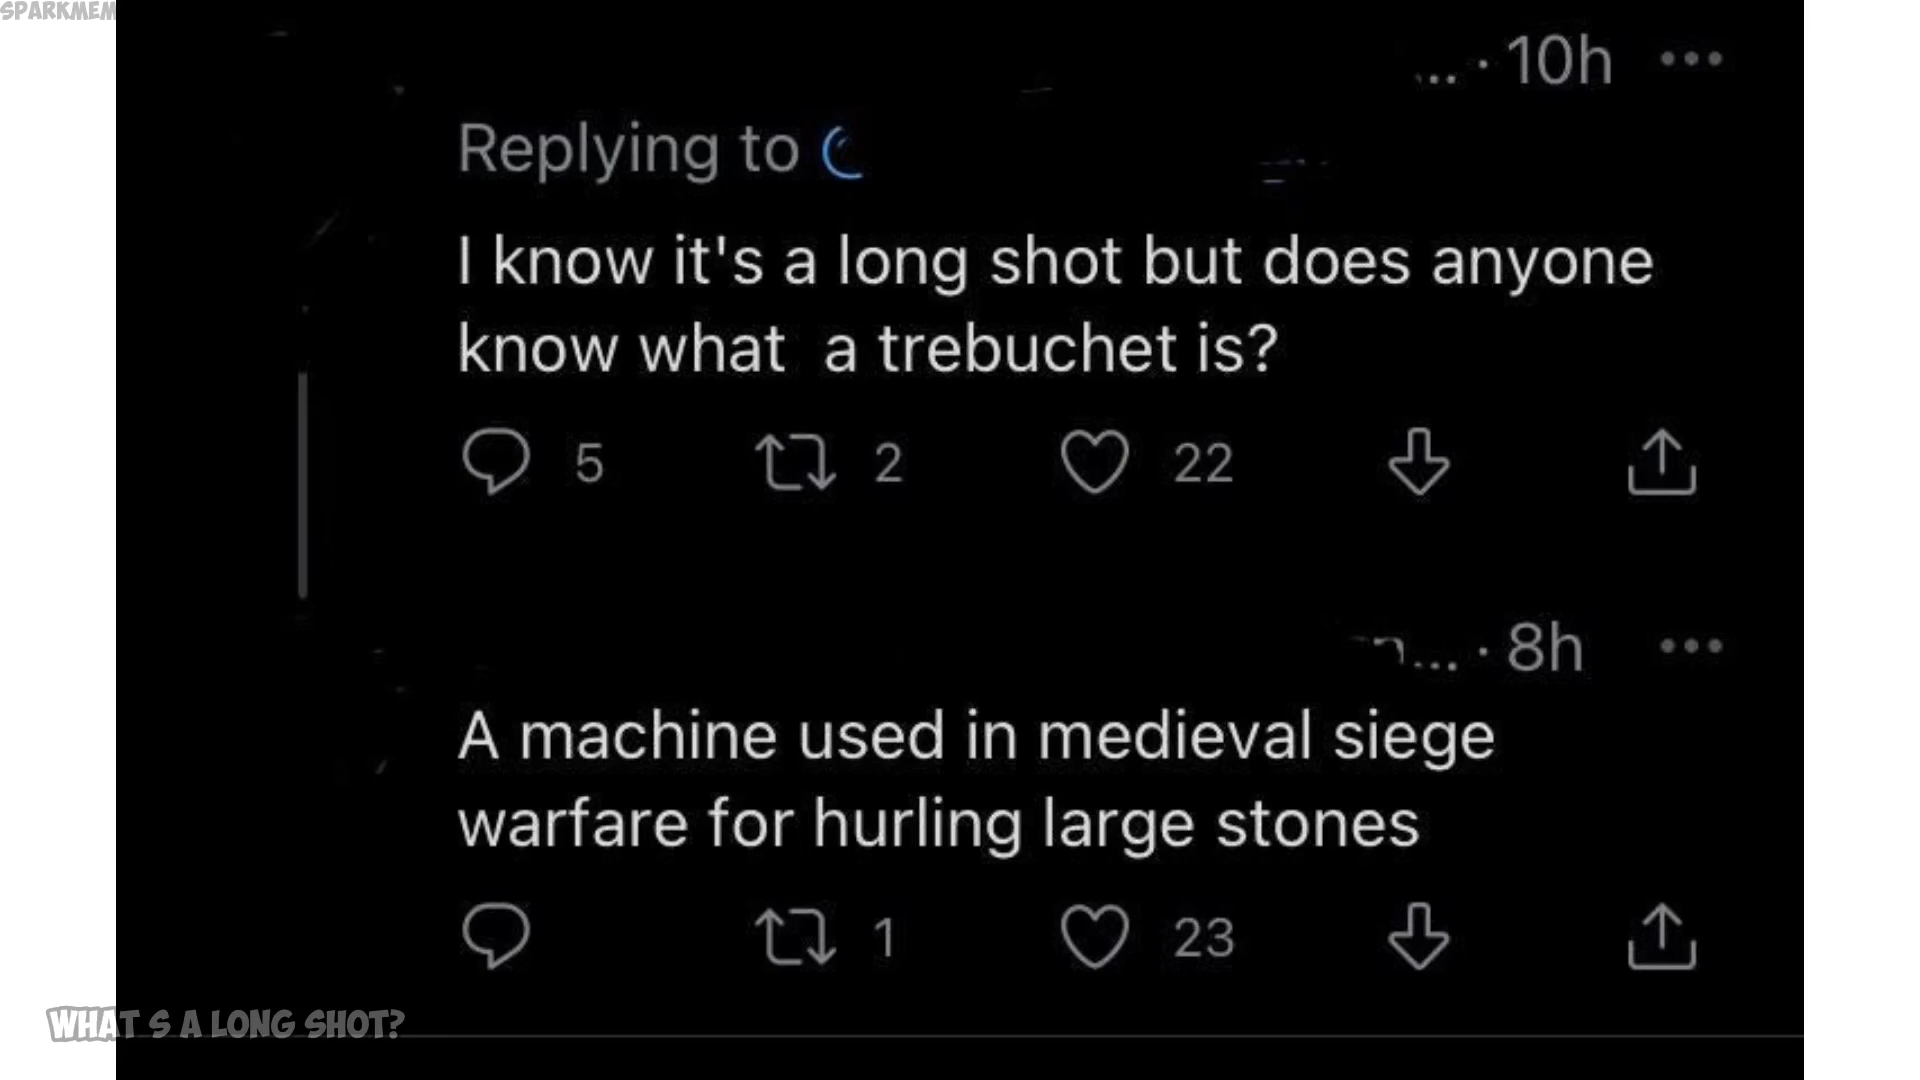 SPARKMEM
... · 10h
Replying to
I know it's a long shot but does anyone
know what a trebuchet is?
5 2 22
... · 8h
A machine used in medieval siege
warfare for hurling large stones
1 23
WHAT S A LONG SHOT?